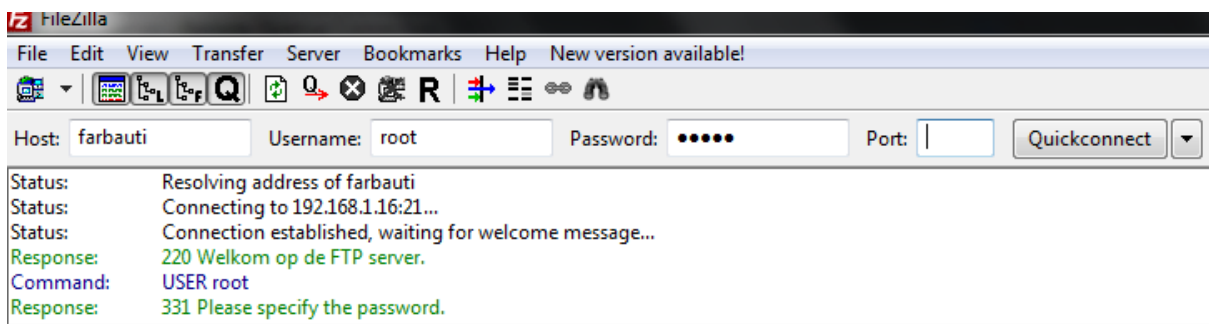 FileZilla
File Edit View Transfer Server Bookmarks Help New version available!
L F Q Q R
Host: farbauti Username: root Password: ●●●●● Port: Quickconnect
Status: Resolving address of farbauti
Status: Connecting to 192.168.1.16:21...
Status: Connection established, waiting for welcome message...
Response: 220 Welkom op de FTP server.
Command: USER root
Response: 331 Please specify the password.